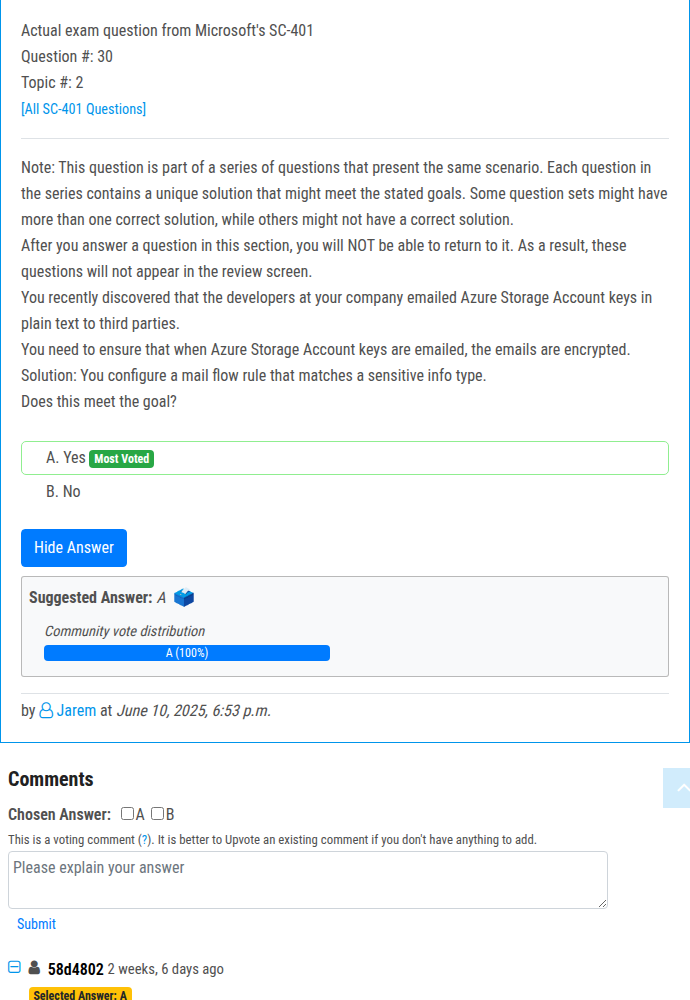 Actual exam question from Microsoft's SC-401
Question #: 30
Topic #: 2
[All SC-401 Questions]
Note: This question is part of a series of questions that present the same scenario. Each question in
the series contains a unique solution that might meet the stated goals. Some question sets might have
more than one correct solution, while others might not have a correct solution.
After you answer a question in this section, you will NOT be able to return to it. As a result, these
questions will not appear in the review screen.
You recently discovered that the developers at your company emailed Azure Storage Account keys in
plain text to third parties.
You need to ensure that when Azure Storage Account keys are emailed, the emails are encrypted.
Solution: You configure a mail flow rule that matches a sensitive info type.
Does this meet the goal?
A. Yes Most Voted
B. No
Hide Answer
Suggested Answer: A
Community vote distribution
A (100%)
by Jarem at June 10, 2025, 6:53 p.m.
Comments
Chosen Answer: A B
This is a voting comment (?). It is better to Upvote an existing comment if you don't have anything to add.
Please explain your answer
Submit
58d4802 2 weeks, 6 days ago
Selected Answer: A